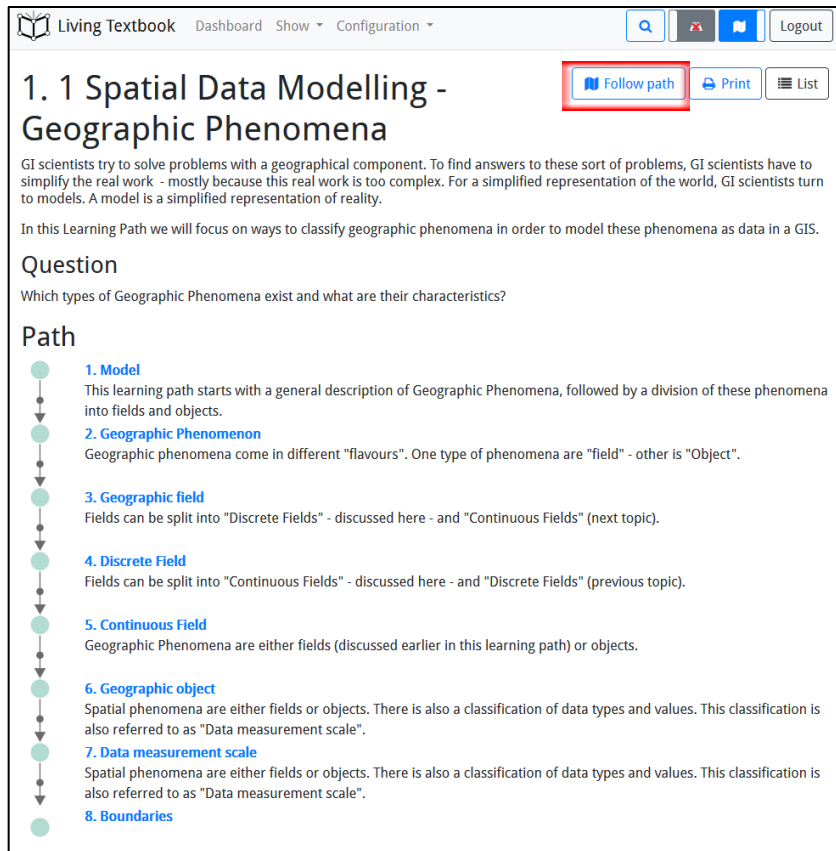 Living Textbook Dashboard Show Configuration Logout
1. 1 Spatial Data Modelling -
Geographic Phenomena
Follow path Print List
GI scientists try to solve problems with a geographical component. To find answers to these sort of problems, GI scientists have to
simplify the real work - mostly because this real work is too complex. For a simplified representation of the world, GI scientists turn
to models. A model is a simplified representation of reality.
In this Learning Path we will focus on ways to classify geographic phenomena in order to model these phenomena as data in a GIS.
Question
Which types of Geographic Phenomena exist and what are their characteristics?
Path
1. Model
This learning path starts with a general description of Geographic Phenomena, followed by a division of these phenomena
into fields and objects.
2. Geographic Phenomenon
Geographic phenomena come in different "flavours". One type of phenomena are "field" - other is "Object".
3. Geographic field
Fields can be split into "Discrete Fields" - discussed here - and "Continuous Fields" (next topic).
4. Discrete Field
Fields can be split into "Continuous Fields" - discussed here - and "Discrete Fields" (previous topic).
5. Continuous Field
Geographic Phenomena are either fields (discussed earlier in this learning path) or objects.
6. Geographic object
Spatial phenomena are either fields or objects. There is also a classification of data types and values. This classification is
also referred to as "Data measurement scale".
7. Data measurement scale
Spatial phenomena are either fields or objects. There is also a classification of data types and values. This classification is
also referred to as "Data measurement scale".
8. Boundaries